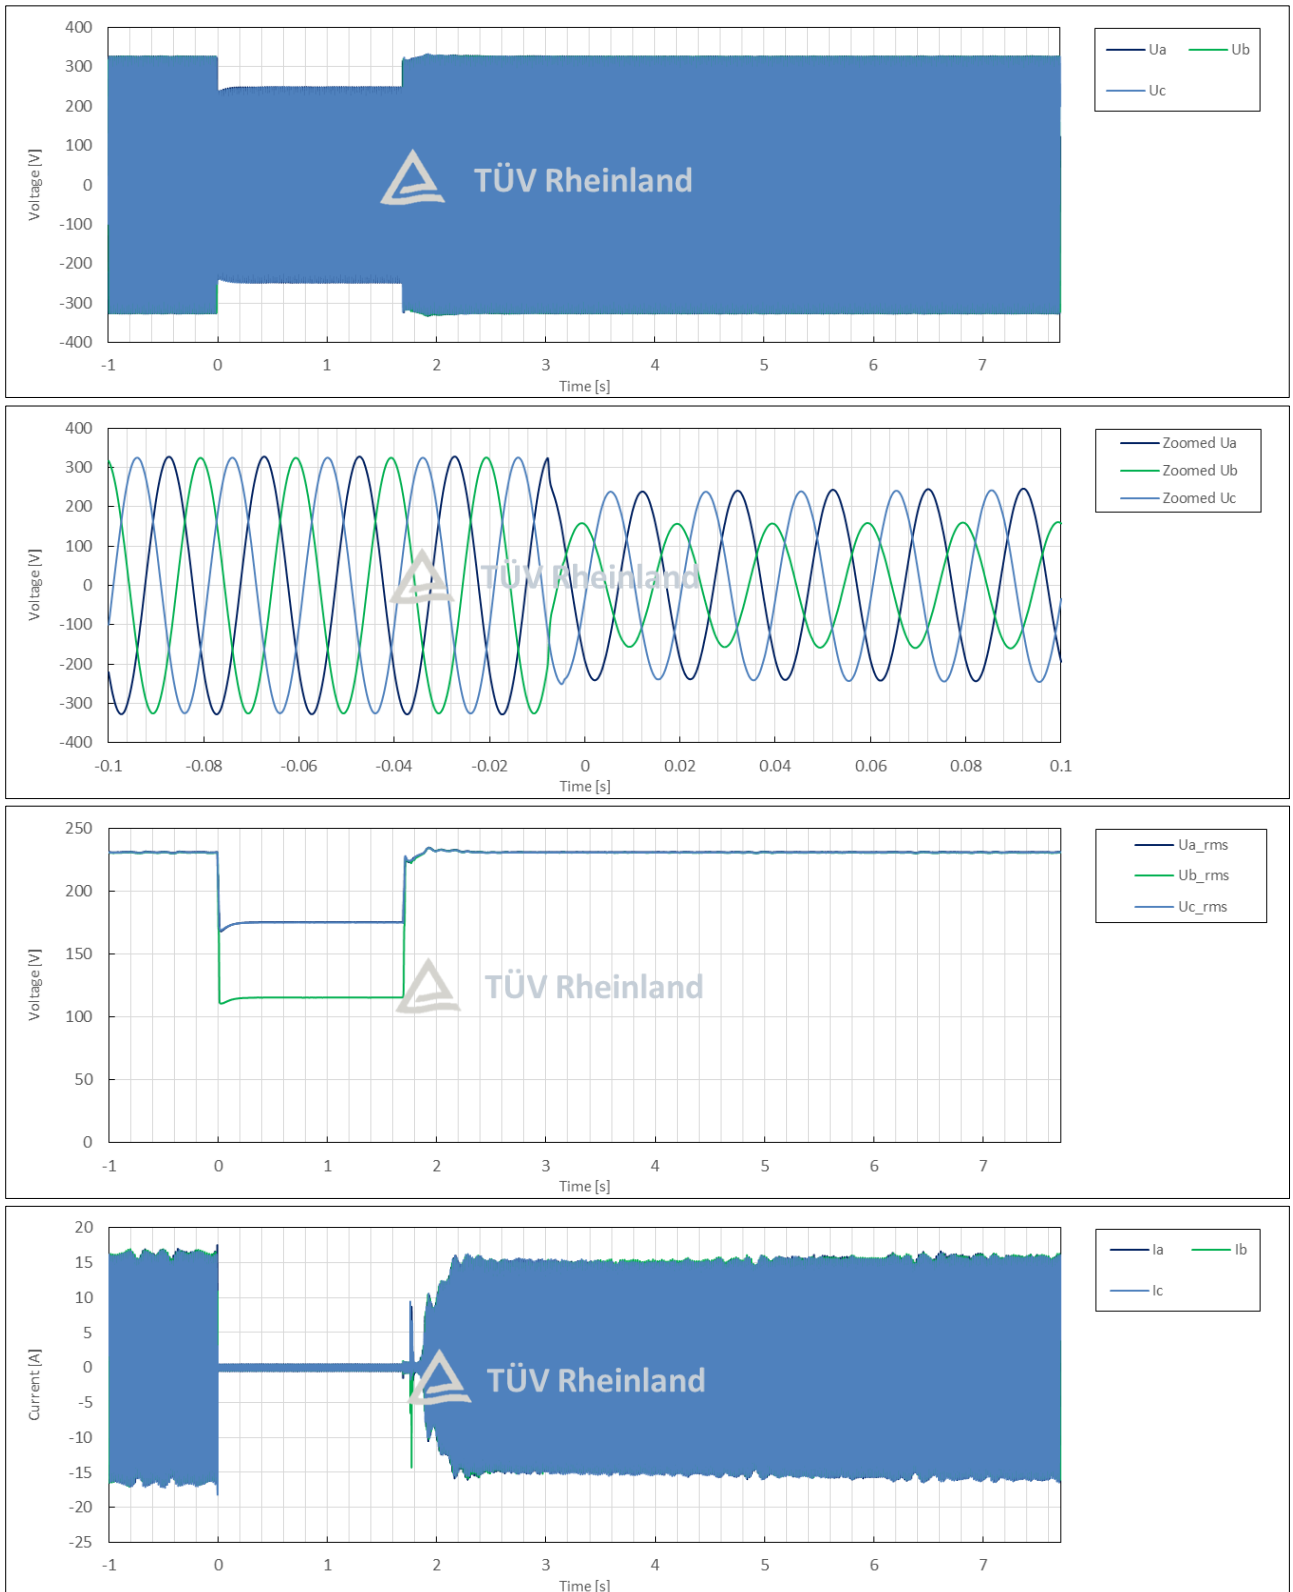 400
300
200
100
0
-100
-200
-300
-400
Voltage [V]
-1 0 1 2 3 4 5 6 7
Time [s]
Ua Ub
Uc
TÜV Rheinland
400
300
200
100
0
-100
-200
-300
-400
Voltage [V]
-0.1 -0.08 -0.06 -0.04 -0.02 0 0.02 0.04 0.06 0.08 0.1
Time [s]
Zoomed Ua
Zoomed Ub
Zoomed Uc
TÜV Rheinland
250
200
150
100
50
0
Voltage [V]
-1 0 1 2 3 4 5 6 7
Time [s]
Ua_rms
Ub_rms
Uc_rms
TÜV Rheinland
20
15
10
5
0
-5
-10
-15
-20
-25
Current [A]
-1 0 1 2 3 4 5 6 7
Time [s]
Ia Ib
Ic
TÜV Rheinland